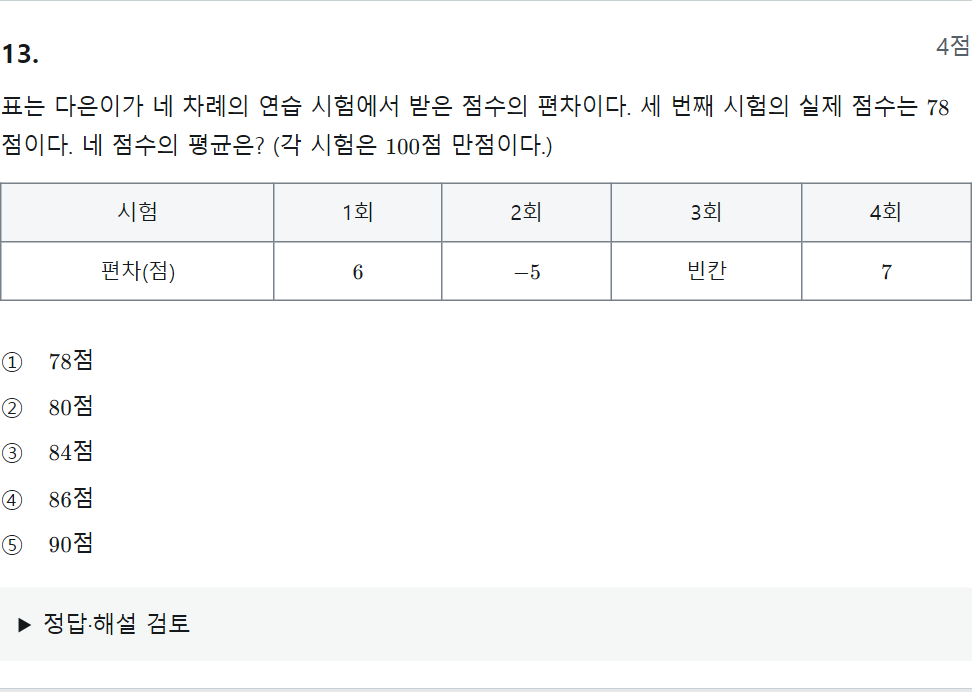 13.
4점
표는 다은이가 네 차례의 연습 시험에서 받은 점수의 편차이다. 세 번째 시험의 실제 점수는 78
점이다. 네 점수의 평균은? (각 시험은 100점 만점이다.)
시험 1회 2회 3회 4회
편차(점) 6 −5 빈칸 7
① 78점
② 80점
③ 84점
④ 86점
⑤ 90점
▶ 정답·해설 검토